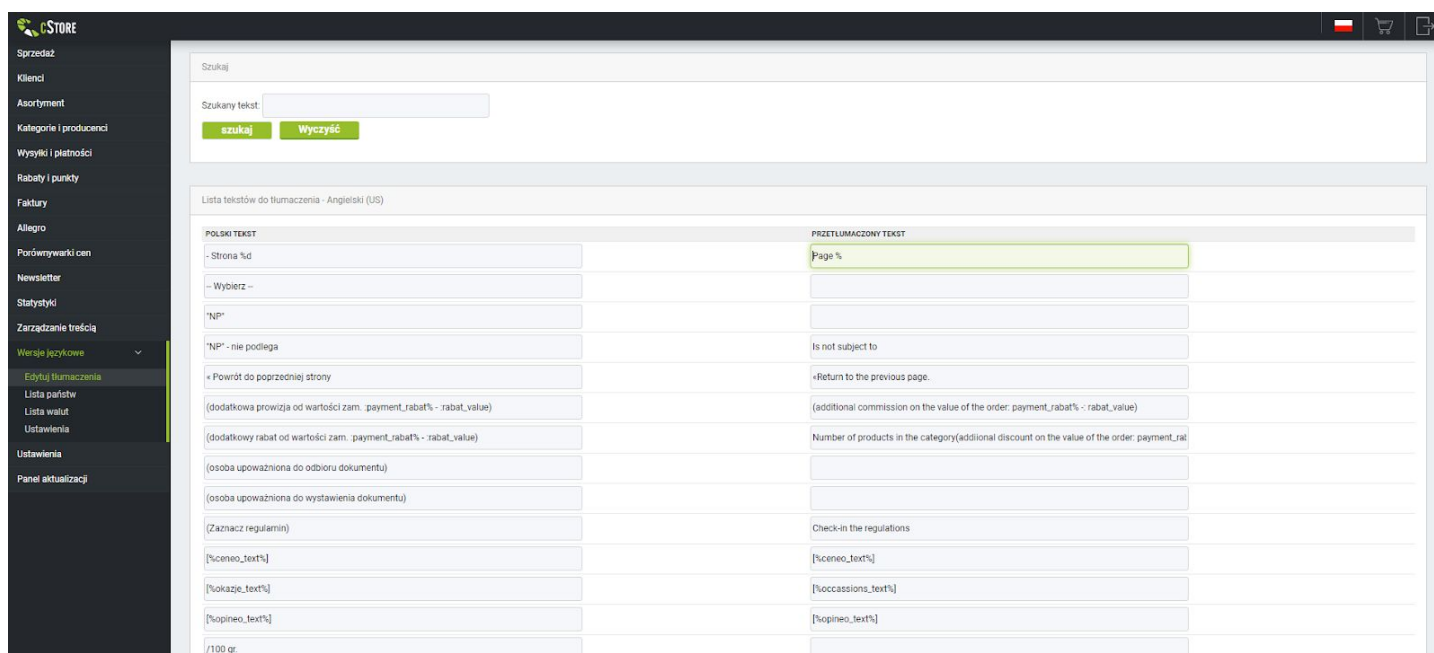 cSTORE
Sprzedaż
Klienci
Asortyment
Kategorie i producenci
Wysyłki i płatności
Rabaty i punkty
Faktury
Allegro
Porównywarki cen
Newsletter
Statystyki
Zarządzanie treścią
Wersje językowe
Edytuj tłumaczenia
Lista państw
Lista walut
Ustawienia
Ustawienia
Panel aktualizacji
Szukaj
Szukany tekst:
szukaj Wyczyść
Lista tekstów do tłumaczenia - Angielski (US)
POLSKI TEKST PRZETŁUMACZONY TEKST
- Strona %d Page %
-- Wybierz --
"NP"
"NP" - nie podlega Is not subject to
« Powrót do poprzedniej strony «Return to the previous page.
(dodatkowa prowizja od wartości zam. :payment_rabat% - :rabat_value) (additional commission on the value of the order: payment_rabat% -: rabat_value)
(dodatkowy rabat od wartości zam. :payment_rabat% - :rabat_value) Number of products in the category(addiional discount on the value of the order: payment_rat
(osoba upoważniona do odbioru dokumentu)
(osoba upoważniona do wystawienia dokumentu)
(Zaznacz regulamin) Check-in the regulations
[%ceneo_text%] [%ceneo_text%]
[%okazje_text%] [%occassions_text%]
[%opineo_text%] [%opineo_text%]
/100 gr.